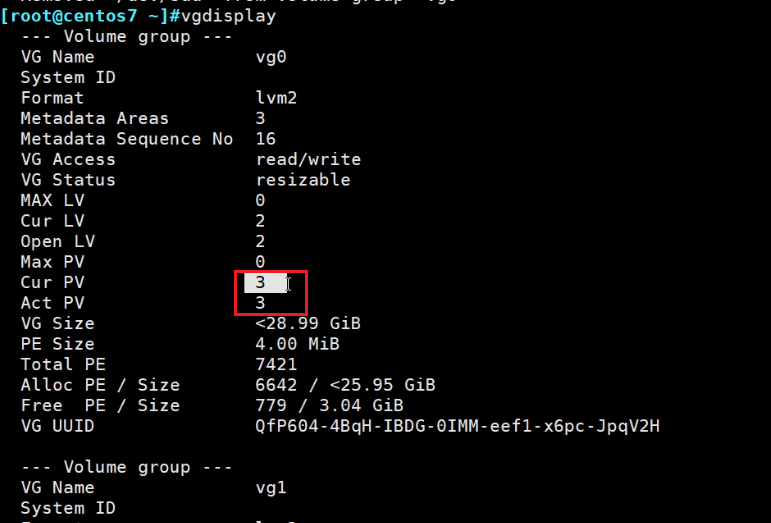 [root@centos7 ~]#vgdisplay
--- Volume group ---
VG Name vg0
System ID
Format lvm2
Metadata Areas 3
Metadata Sequence No 16
VG Access read/write
VG Status resizable
MAX LV 0
Cur LV 2
Open LV 2
Max PV 0
Cur PV 3
Act PV 3
VG Size <28.99 GiB
PE Size 4.00 MiB
Total PE 7421
Alloc PE / Size 6642 / <25.95 GiB
Free PE / Size 779 / 3.04 GiB
VG UUID QfP604-4BqH-IBDG-0IMM-eef1-x6pc-JpqV2H
--- Volume group ---
VG Name vg1
System ID